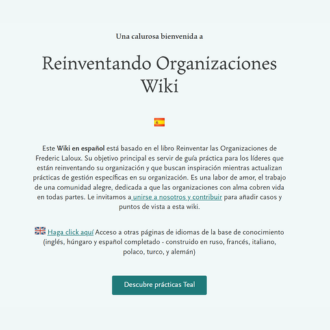 Una calurosa bienvenida a
Reinventando Organizaciones
Wiki
Este Wiki en español está basado en el libro Reinventar las Organizaciones de
Frederic Laloux. Su objetivo principal es servir de guía práctica para los líderes que
están reinventando su organización y que buscan inspiración mientras actualizan
prácticas de gestión específicas en su organización. Es una labor de amor, el trabajo
de una comunidad alegre, dedicada a que las organizaciones con alma cobren vida
en todas partes. Le invitamos a unirse a nosotros y contribuir para añadir casos y
puntos de vista a esta wiki.
Haga click aquí Acceso a otras páginas de idiomas de la base de conocimiento
(inglés, húngaro y español completado - construido en ruso, francés, italiano,
polaco, turco, y alemán)
Descubre prácticas Teal